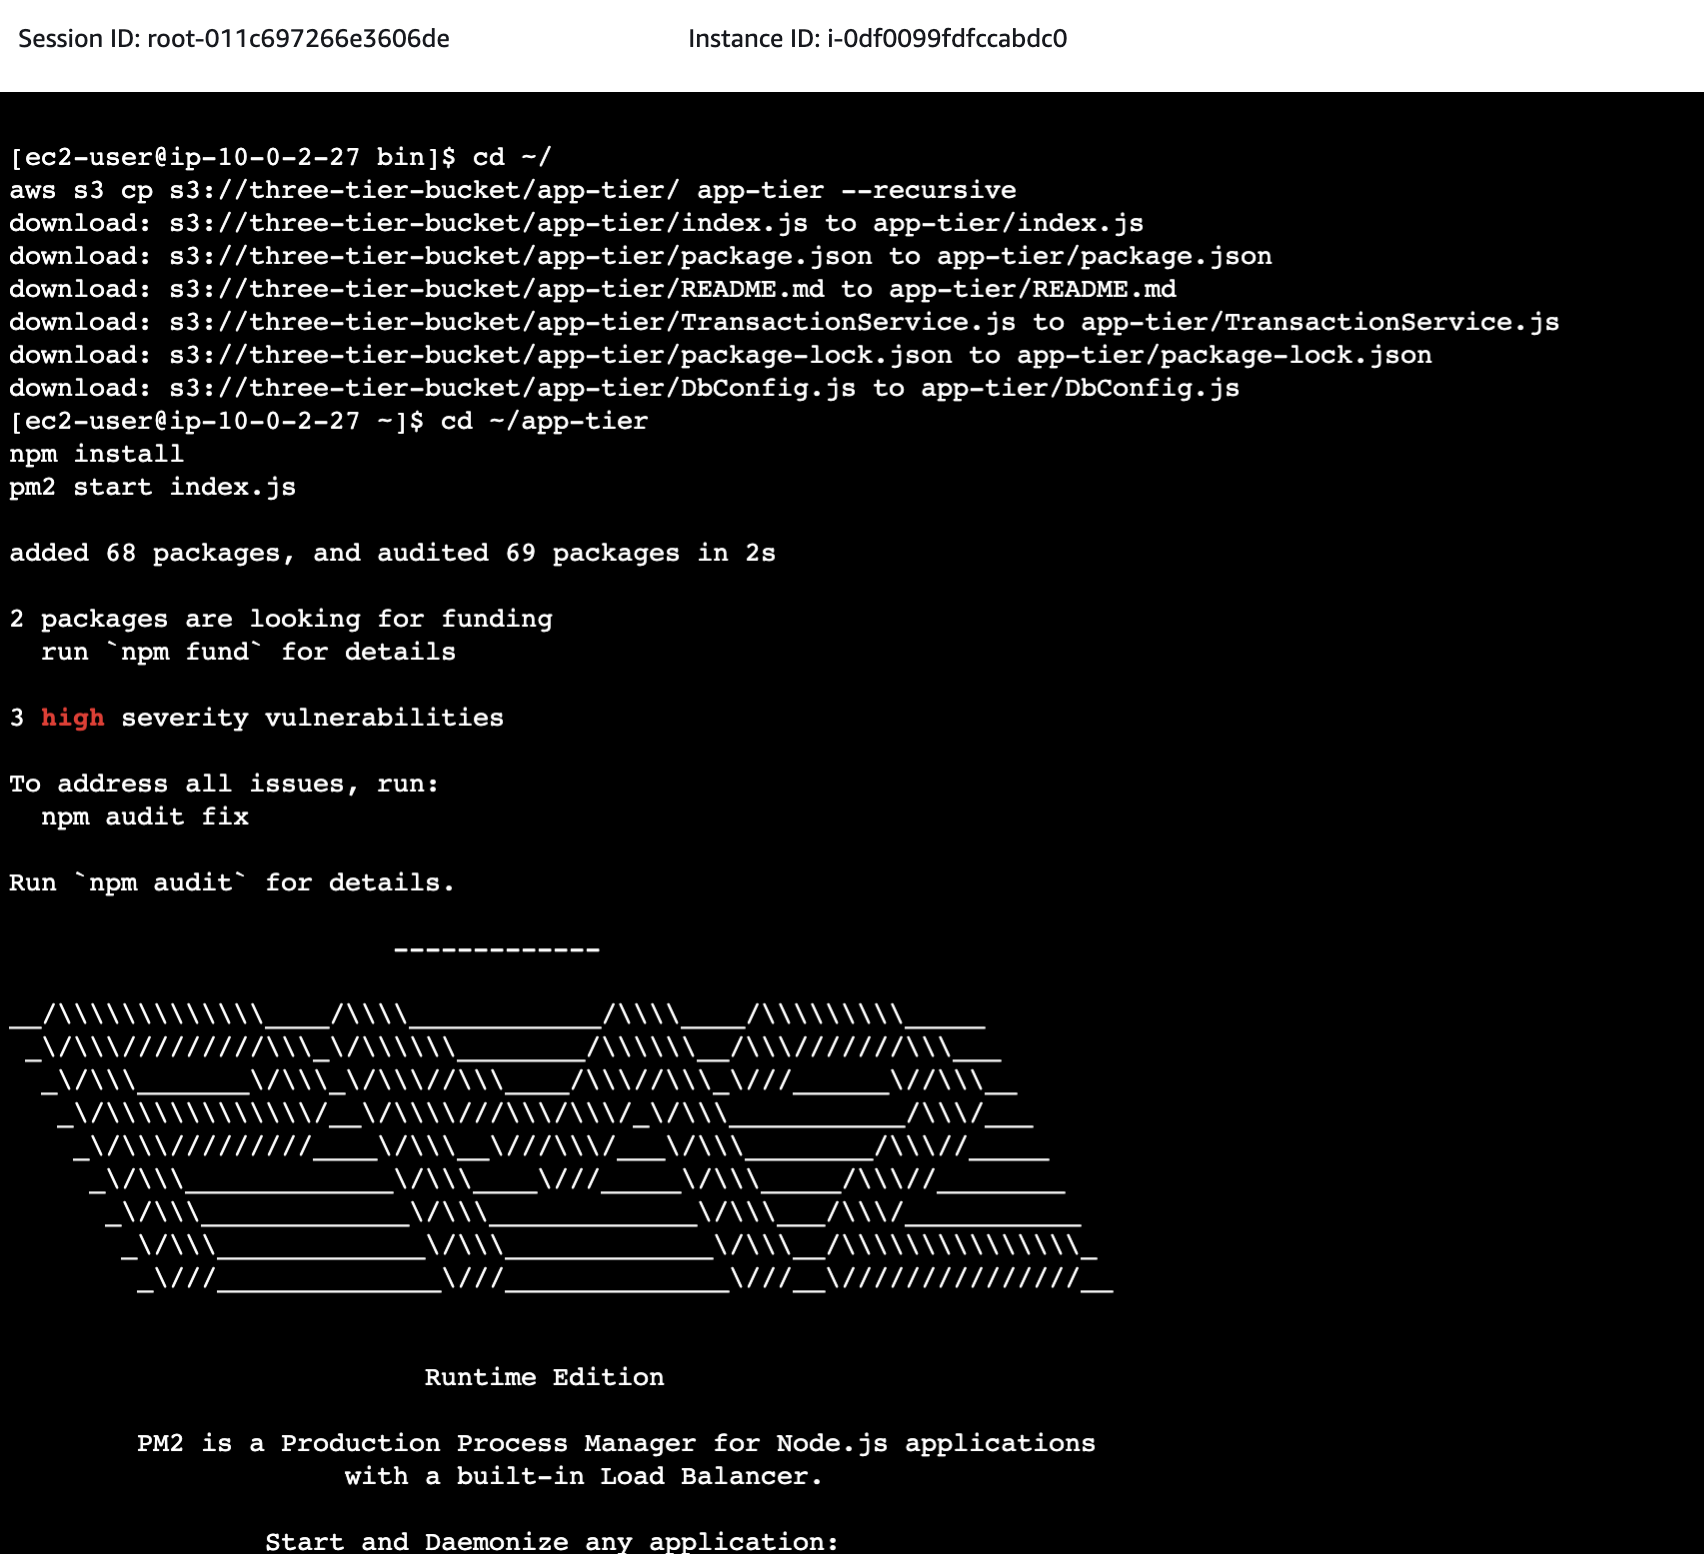 Session ID: root-011c697266e3606de Instance ID: i-0df0099fdfccabdc0
[ec2-user@ip-10-0-2-27 bin]$ cd ~/
aws s3 cp s3://three-tier-bucket/app-tier/ app-tier --recursive
download: s3://three-tier-bucket/app-tier/index.js to app-tier/index.js
download: s3://three-tier-bucket/app-tier/package.json to app-tier/package.json
download: s3://three-tier-bucket/app-tier/README.md to app-tier/README.md
download: s3://three-tier-bucket/app-tier/TransactionService.js to app-tier/TransactionService.js
download: s3://three-tier-bucket/app-tier/package-lock.json to app-tier/package-lock.json
download: s3://three-tier-bucket/app-tier/DbConfig.js to app-tier/DbConfig.js
[ec2-user@ip-10-0-2-27 ~]$ cd ~/app-tier
npm install
pm2 start index.js
added 68 packages, and audited 69 packages in 2s
2 packages are looking for funding
  run `npm fund` for details
3 high severity vulnerabilities
To address all issues, run:
  npm audit fix
Run `npm audit` for details.
-------------
__/\\\\\\\\\\\\\____/\\\\____________/\\\\____/\\\\\\\\\_____
 _\/\\\/////////\\\_\/\\\\\\________/\\\\\\__/\\\///////\\\___
  _\/\\\_______\/\\\_\/\\\//\\\____/\\\//\\\_\///______\//\\\__
   _\/\\\\\\\\\\\\\/__\/\\\\///\\\/\\\/_\/\\\___________/\\\/___
    _\/\\\/////////____\/\\\__\///\\\/___\/\\\________/\\\//_____
     _\/\\\_____________\/\\\____\///_____\/\\\_____/\\\//________
      _\/\\\_____________\/\\\_____________\/\\\___/\\\/___________
       _\/\\\_____________\/\\\_____________\/\\\__/\\\\\\\\\\\\\\\_
        _\///______________\///______________\///__\///////////////__
Runtime Edition
PM2 is a Production Process Manager for Node.js applications
with a built-in Load Balancer.
Start and Daemonize any application: